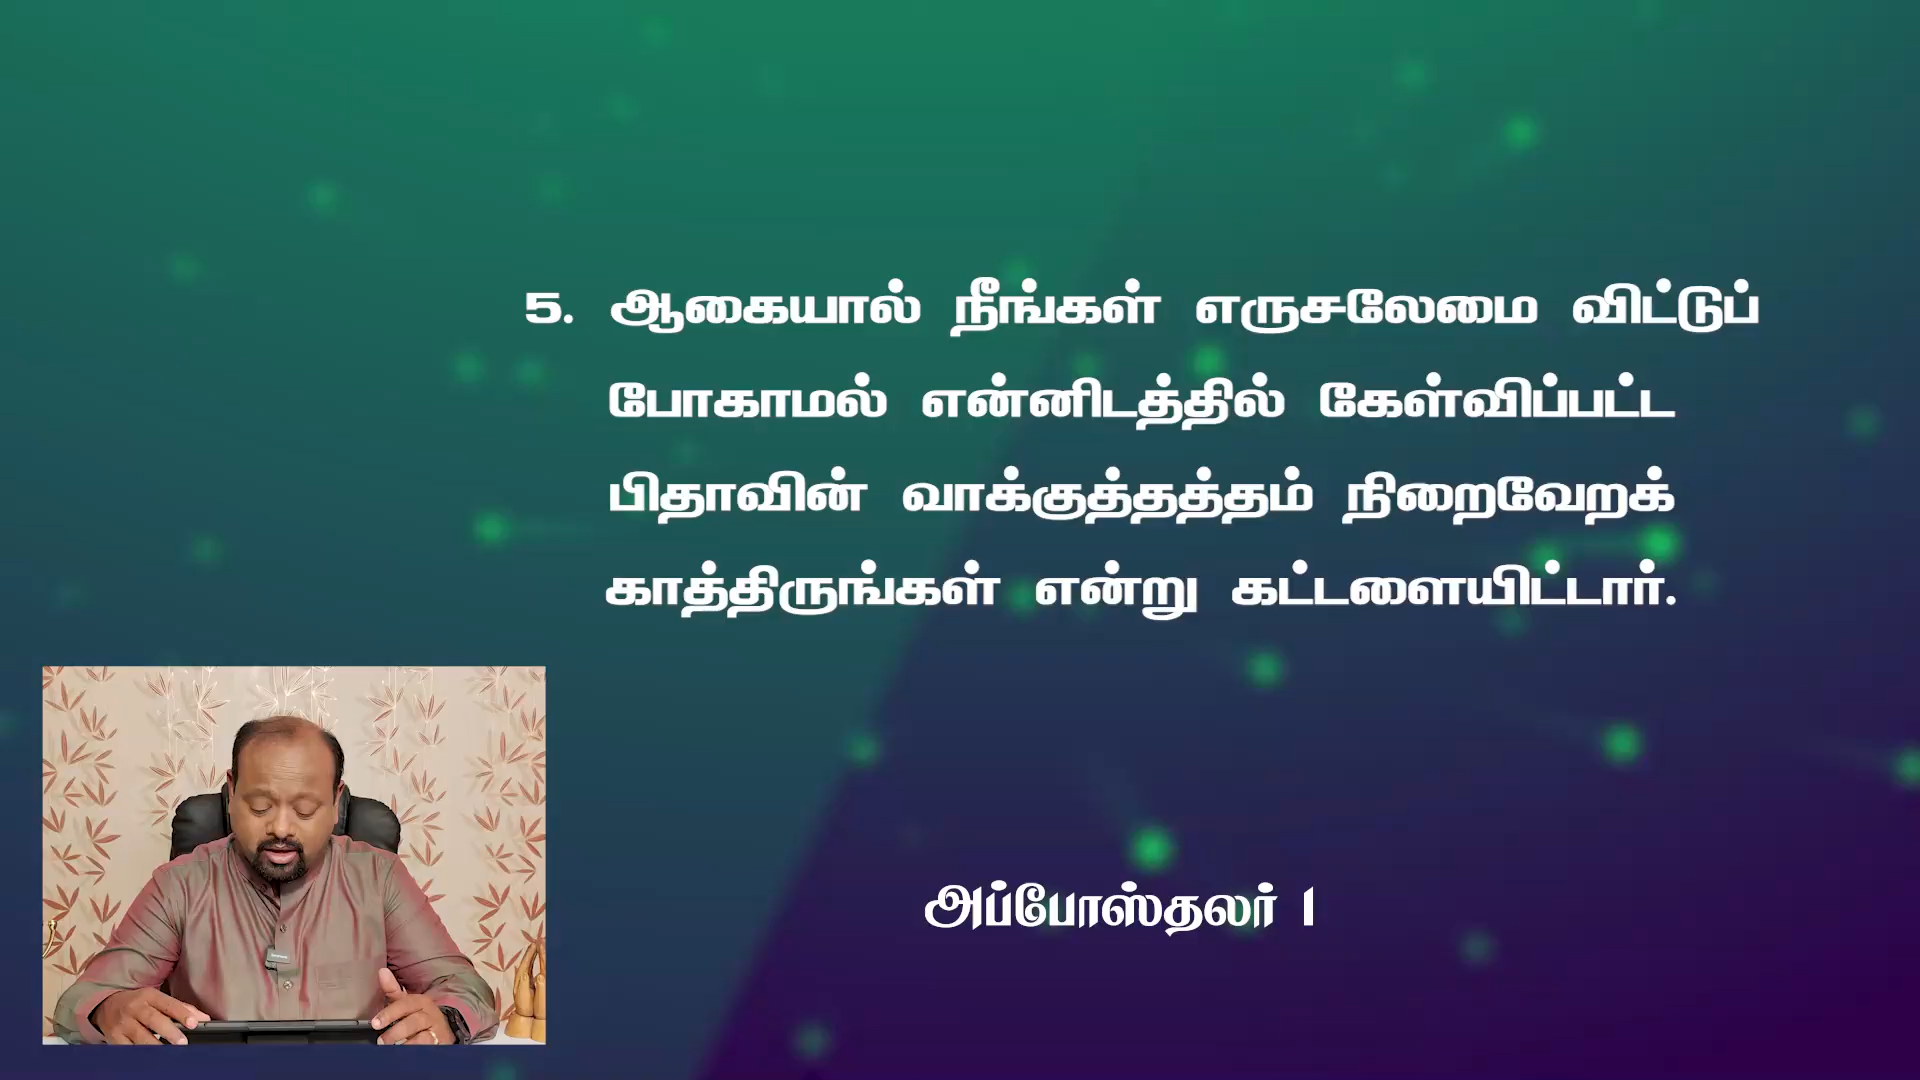 5. ஆகையால் நீங்கள் எருசலேமை விட்டுப்
போகாமல் என்னிடத்தில் கேள்விப்பட்ட
பிதாவின் வாக்குத்தத்தம் நிறைவேறக்
காத்திருங்கள் என்று கட்டளையிட்டார்.
அப்போஸ்தலர் 1